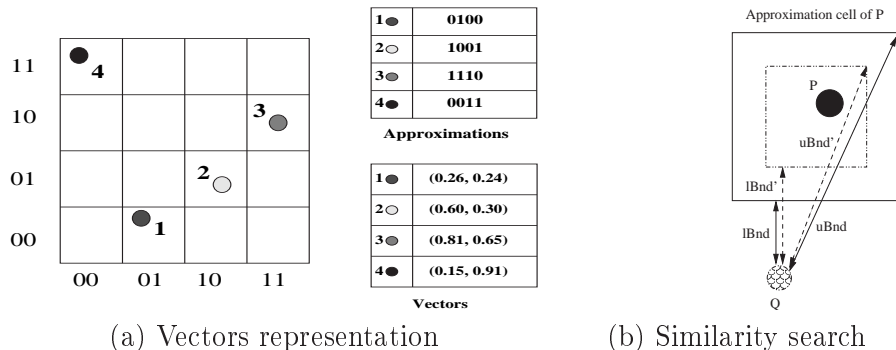 11
10
01
00
00 01 10 11
4
3
2
1
1 0100
2 1001
3 1110
4 0011
Approximations
1 (0.26, 0.24)
2 (0.60, 0.30)
3 (0.81, 0.65)
4 (0.15, 0.91)
Vectors
(a) Vectors representation
Approximation cell of P
P
uBnd'
lBnd'
lBnd
uBnd
Q
(b) Similarity search